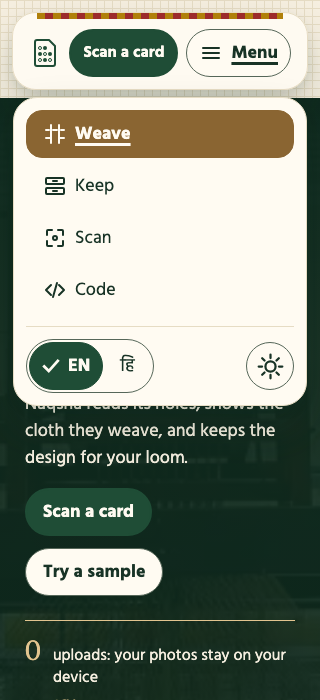 Scan a card
Menu
Weave
Keep
Scan
Code
EN
हि
Naqsha reads its holes, shows the
cloth they weave, and keeps the
design for your loom.
Scan a card
Try a sample
0 uploads: your photos stay on your
device